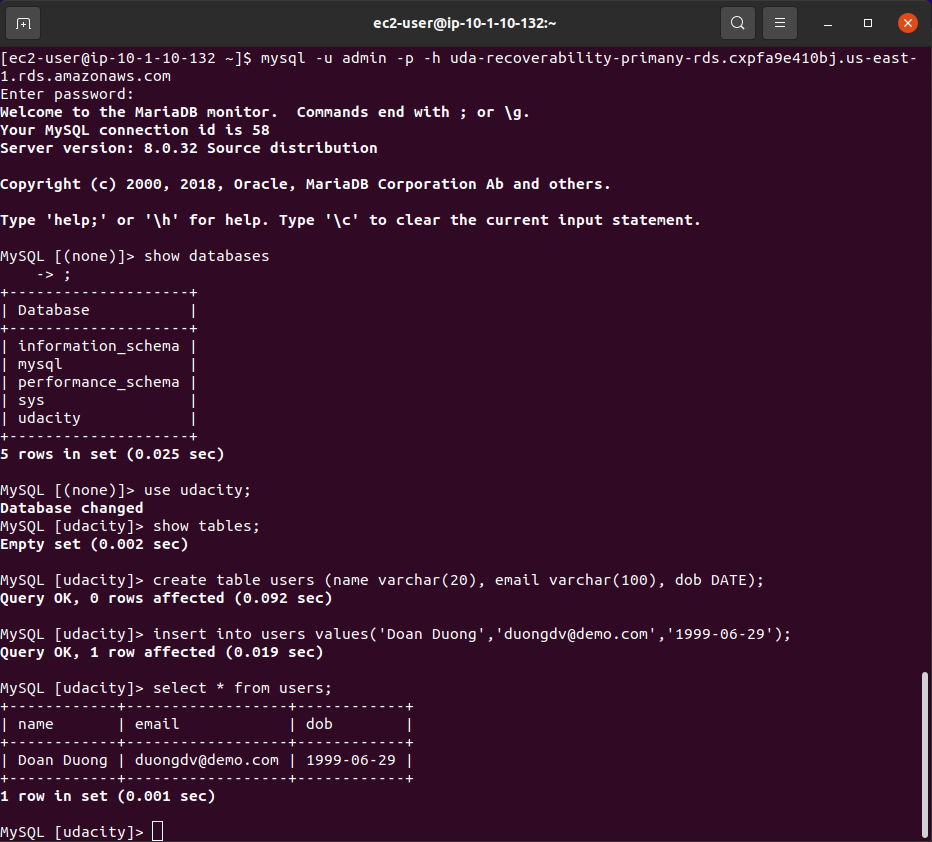 ec2-user@ip-10-1-10-132:~
[ec2-user@ip-10-1-10-132 ~]$ mysql -u admin -p -h uda-recoverability-primany-rds.cxpfa9e410bj.us-east-
1.rds.amazonaws.com
Enter password:
Welcome to the MariaDB monitor.  Commands end with ; or \g.
Your MySQL connection id is 58
Server version: 8.0.32 Source distribution
Copyright (c) 2000, 2018, Oracle, MariaDB Corporation Ab and others.
Type 'help;' or '\h' for help. Type '\c' to clear the current input statement.
MySQL [(none)]> show databases
    -> ;
+--------------------+
| Database           |
+--------------------+
| information_schema |
| mysql              |
| performance_schema |
| sys                |
| udacity            |
+--------------------+
5 rows in set (0.025 sec)
MySQL [(none)]> use udacity;
Database changed
MySQL [udacity]> show tables;
Empty set (0.002 sec)
MySQL [udacity]> create table users (name varchar(20), email varchar(100), dob DATE);
Query OK, 0 rows affected (0.092 sec)
MySQL [udacity]> insert into users values('Doan Duong','duongdv@demo.com','1999-06-29');
Query OK, 1 row affected (0.019 sec)
MySQL [udacity]> select * from users;
+------------+------------------+------------+
| name       | email            | dob        |
+------------+------------------+------------+
| Doan Duong | duongdv@demo.com | 1999-06-29 |
+------------+------------------+------------+
1 row in set (0.001 sec)
MySQL [udacity]>